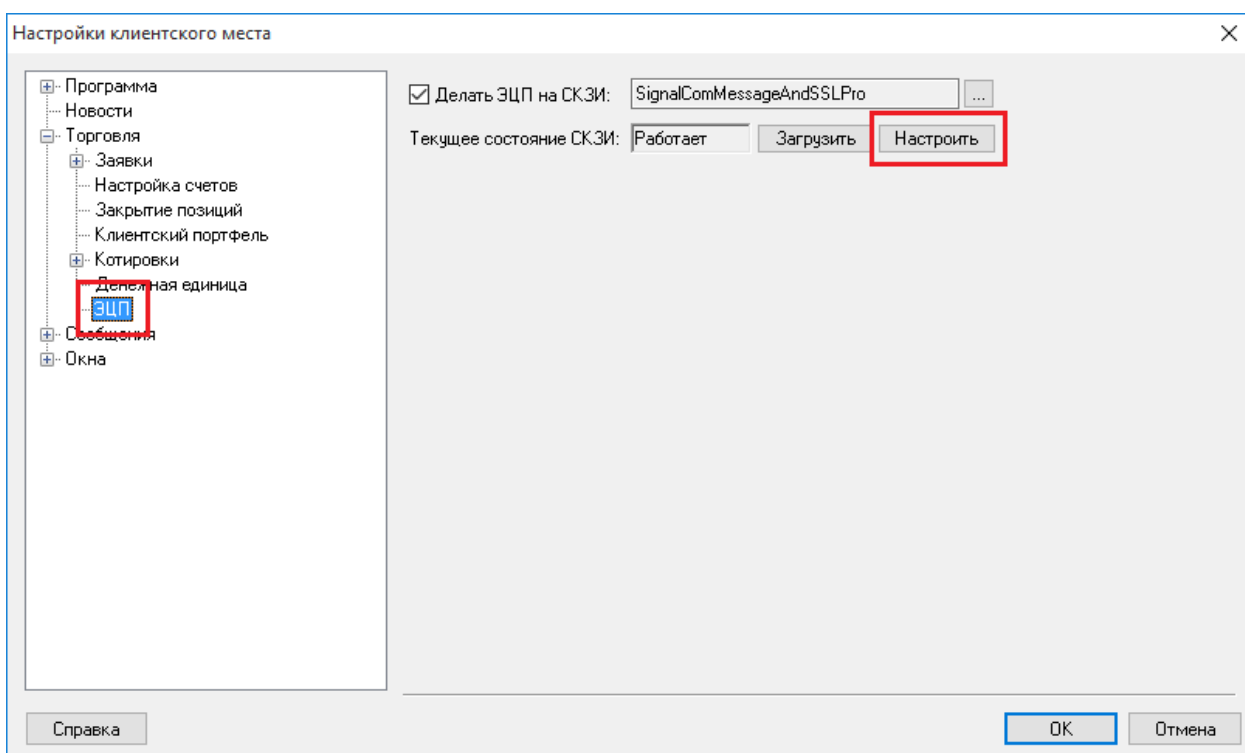 Настройки клиентского места
Программа
Новости
Торговля
Заявки
Настройка счетов
Закрытие позиций
Клиентский портфель
Котировки
Денежная единица
ЭЦП
Сообщения
Окна
Делать ЭЦП на СКЗИ: SignalComMessageAndSSLPro ...
Текущее состояние СКЗИ: Работает Загрузить Настроить
Справка OK Отмена